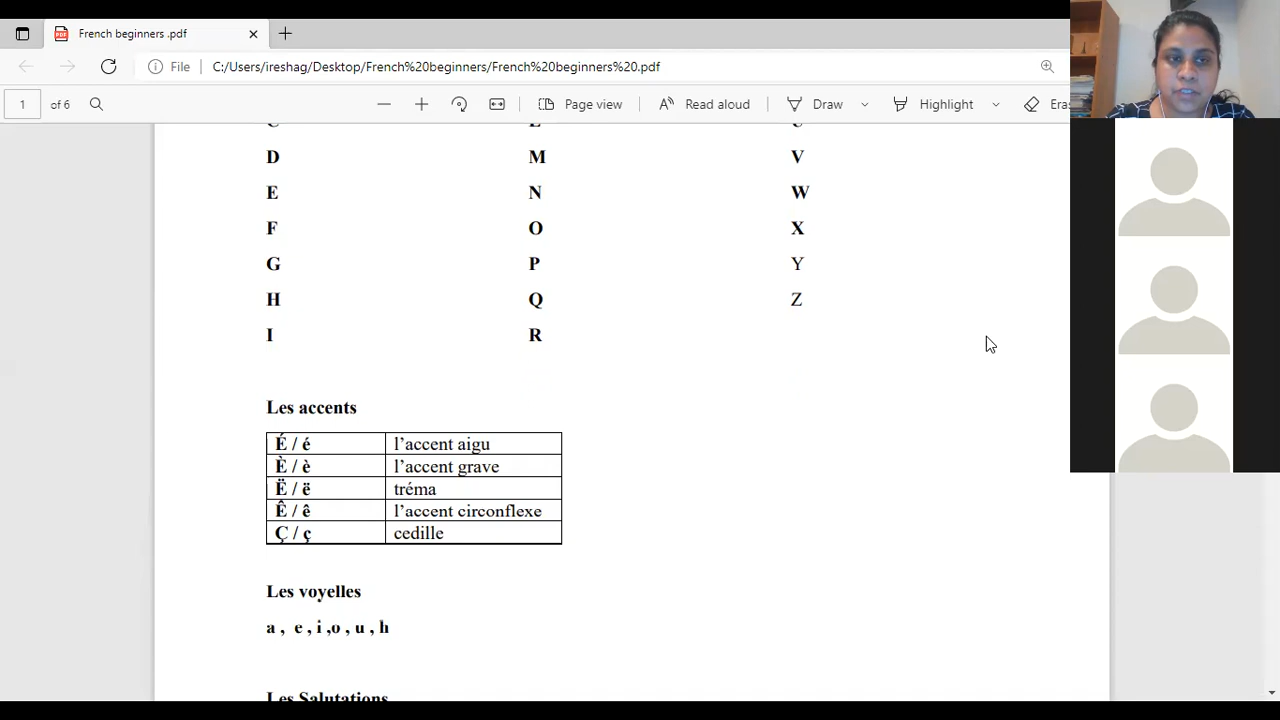 French beginners .pdf
File C:/Users/ireshag/Desktop/French%20beginners/French%20beginners%20.pdf
1 of 6 Page view Read aloud Draw Highlight
D M V
E N W
F O X
G P Y
H Q Z
I R
Les accents
É / é l’accent aigu
È / è l’accent grave
Ë / ë tréma
Ê / ê l’accent circonflexe
Ç / ç cedille
Les voyelles
a , e , i ,o , u , h
Les Salutations